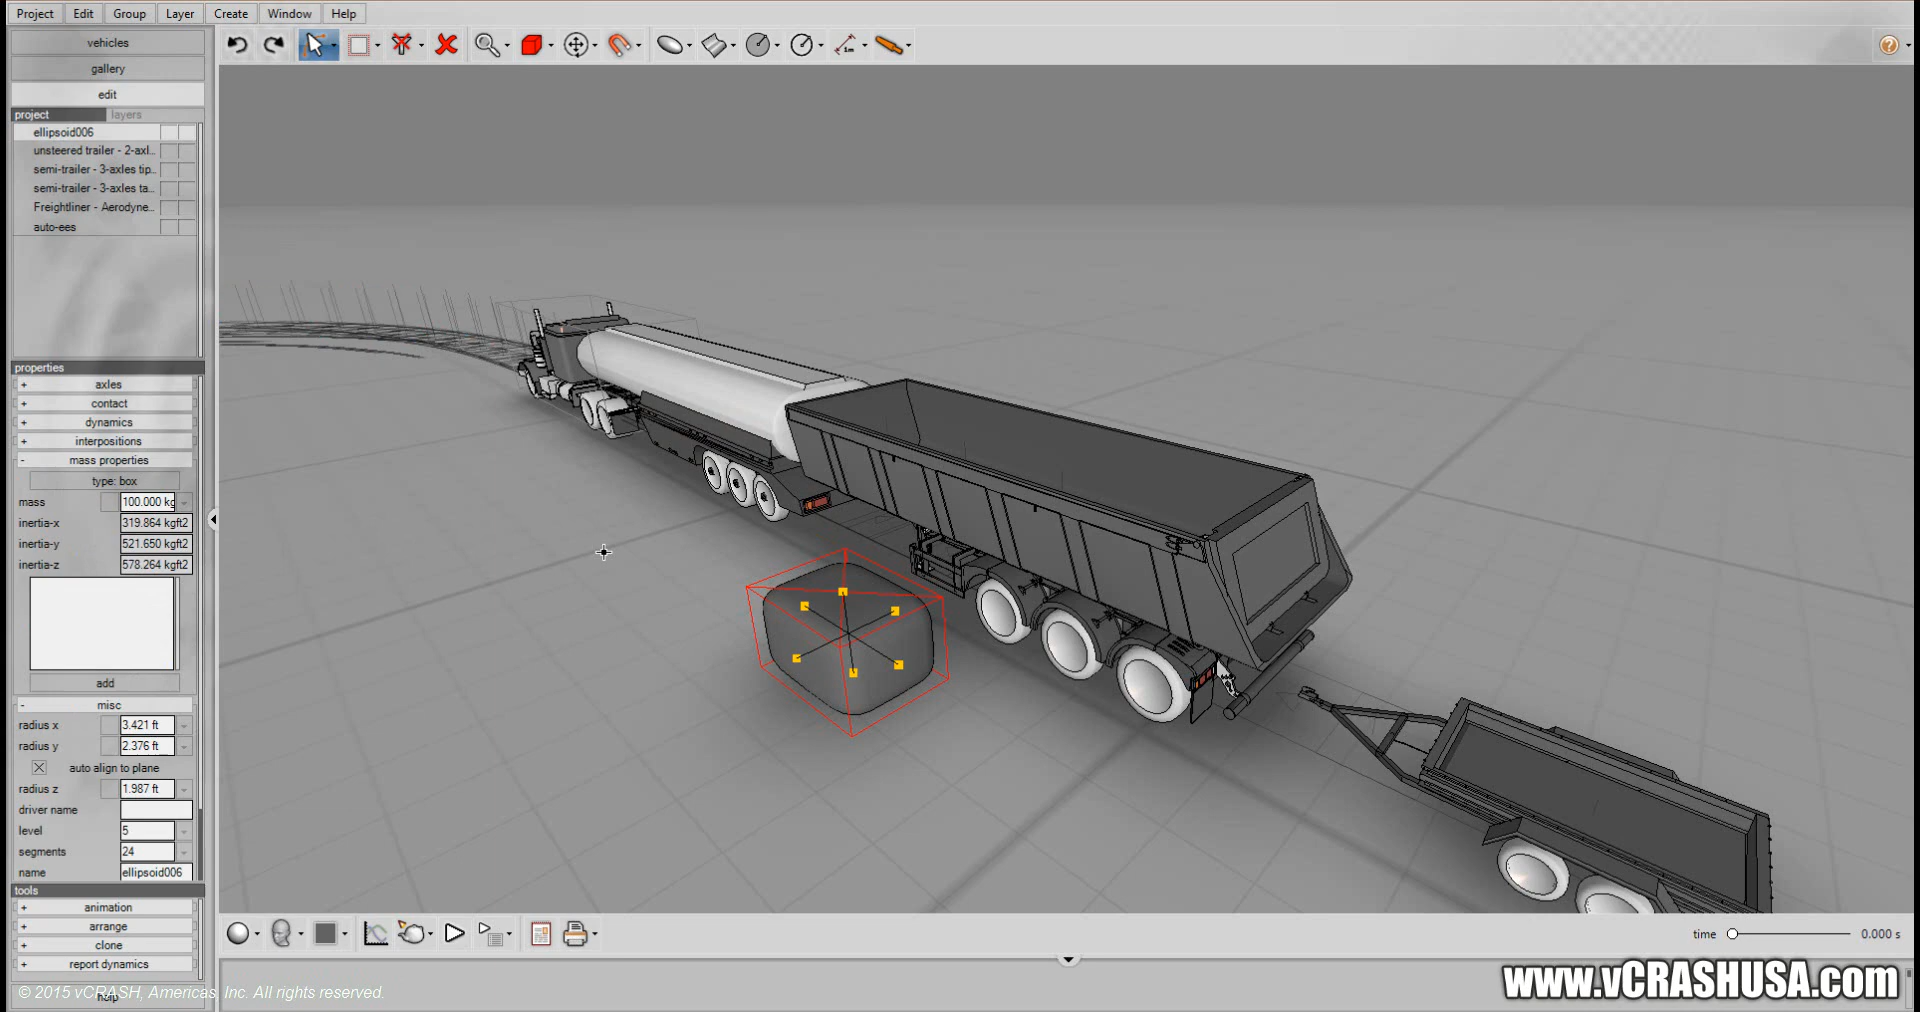 Project Edit Group Layer Create Window Help
vehicles
gallery
edit
project layers
ellipsoid006
unsteered trailer - 2-axl..
semi-trailer - 3-axles tip..
semi-trailer - 3-axles ta...
Freightliner - Aerodyne...
auto-ees
properties
+ axles
+ contact
+ dynamics
+ interpositions
- mass properties
type: box
mass 100.000 kg
inertia-x 319.864 kgft2
inertia-y 521.650 kgft2
inertia-z 578.264 kgft2
add
- misc
radius x 3.421 ft
radius y 2.376 ft
auto align to plane
radius z 1.987 ft
driver name
level 5
segments 24
name ellipsoid006
tools
+ animation
+ arrange
+ clone
+ report dynamics
help
time 0.000 s
© 2015 vCRASH, Americas, Inc. All rights reserved.
www.vCRASHUSA.com